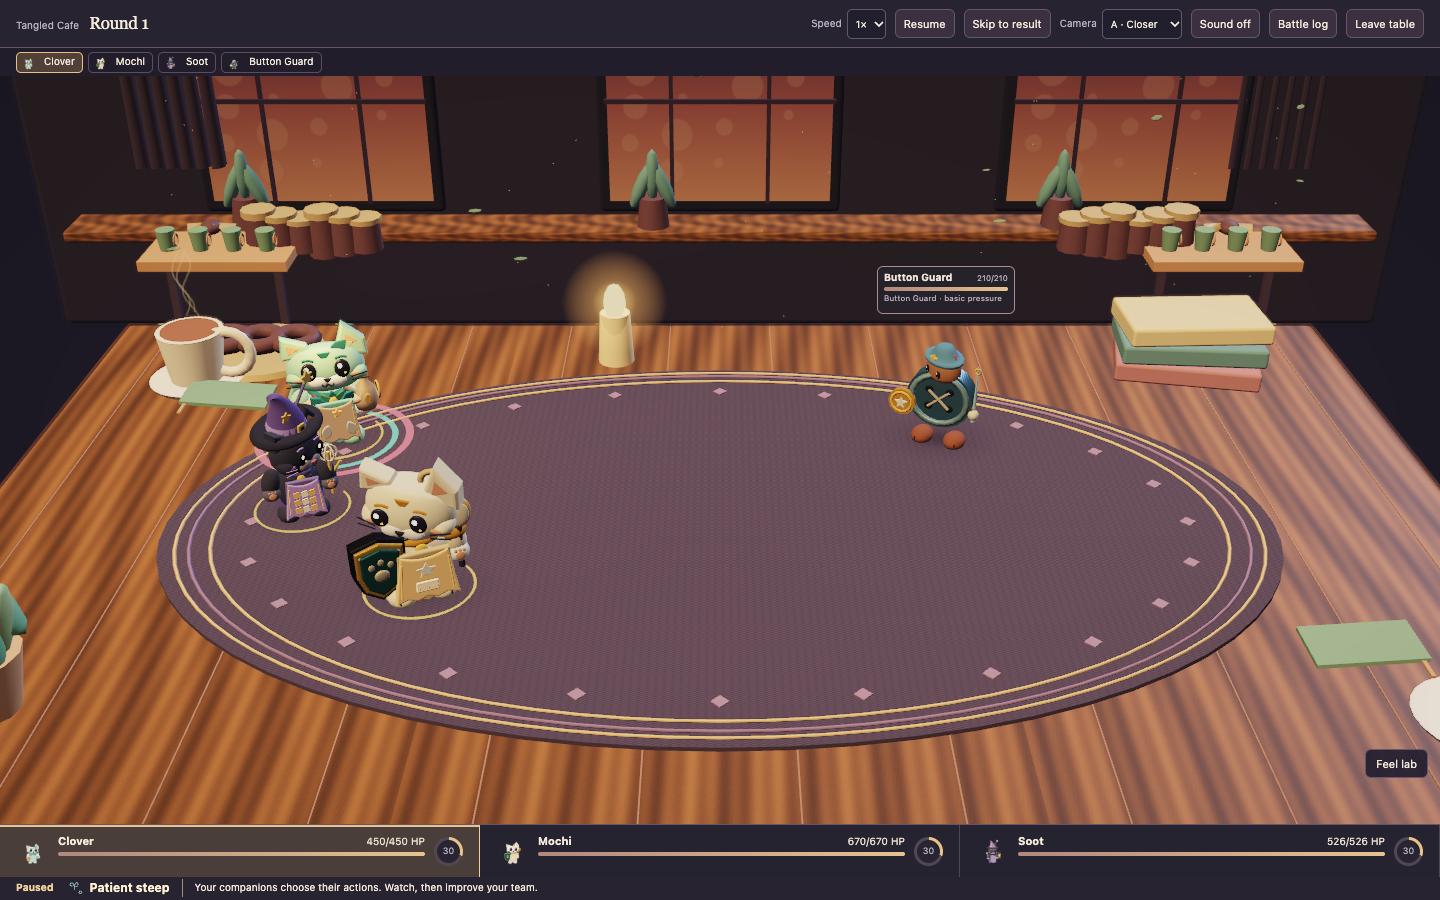 Tangled Cafe Round 1
Speed 1x Resume Skip to result Camera A · Closer Sound off Battle log Leave table
Clover Mochi Soot Button Guard
Button Guard 210/210
Button Guard · basic pressure
Feel lab
Clover 450/450 HP 30
Mochi 670/670 HP 30
Soot 526/526 HP 30
Paused Patient steep Your companions choose their actions. Watch, then improve your team.